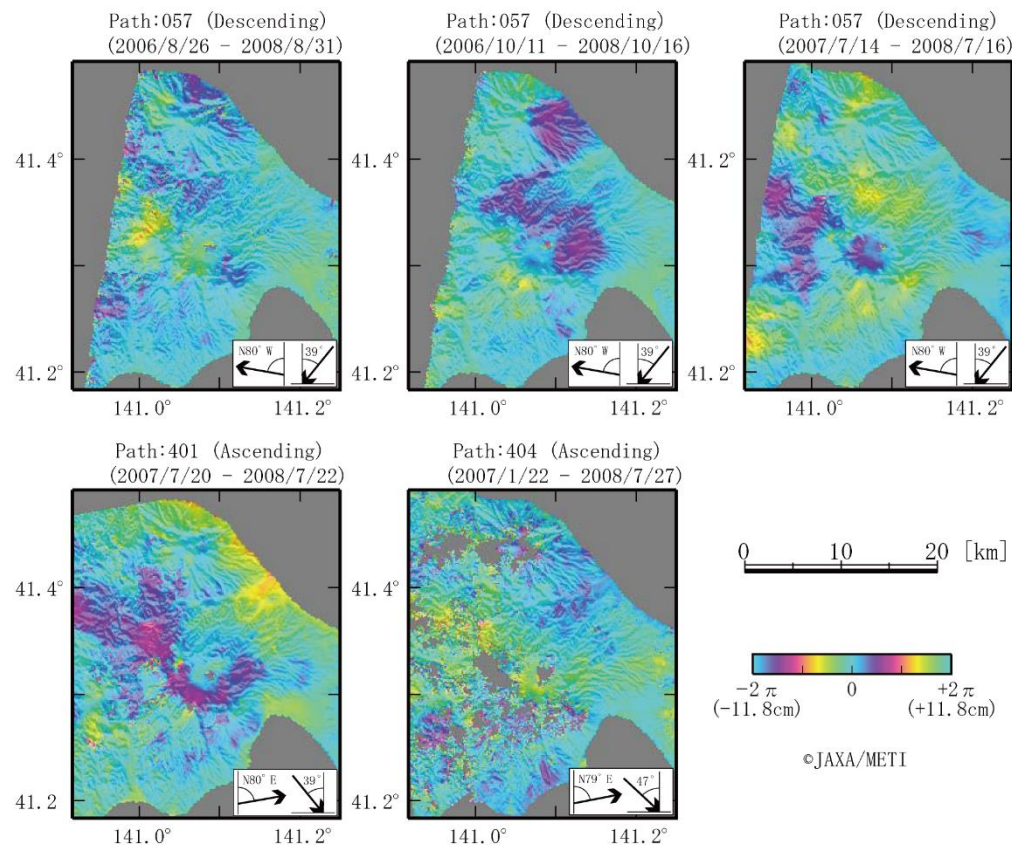 Path:057 (Descending)
(2006/8/26 - 2008/8/31)
Path:057 (Descending)
(2006/10/11 - 2008/10/16)
Path:057 (Descending)
(2007/7/14 - 2008/7/16)
41.4°
41.4°
41.2°
41.2°
41.2°
41.2°
N80° W
39°
N80° W
39°
N80° W
39°
141.0°
141.2°
141.0°
141.2°
141.0°
141.2°
Path:401 (Ascending)
(2007/7/20 - 2008/7/22)
Path:404 (Ascending)
(2007/1/22 - 2008/7/27)
41.4°
41.4°
41.2°
41.2°
N80° E
39°
N79° E
47°
141.0°
141.2°
141.0°
141.2°
0
10
20
[km]
-2π
0
+2π
(-11.8cm)
(+11.8cm)
©JAXA/METI